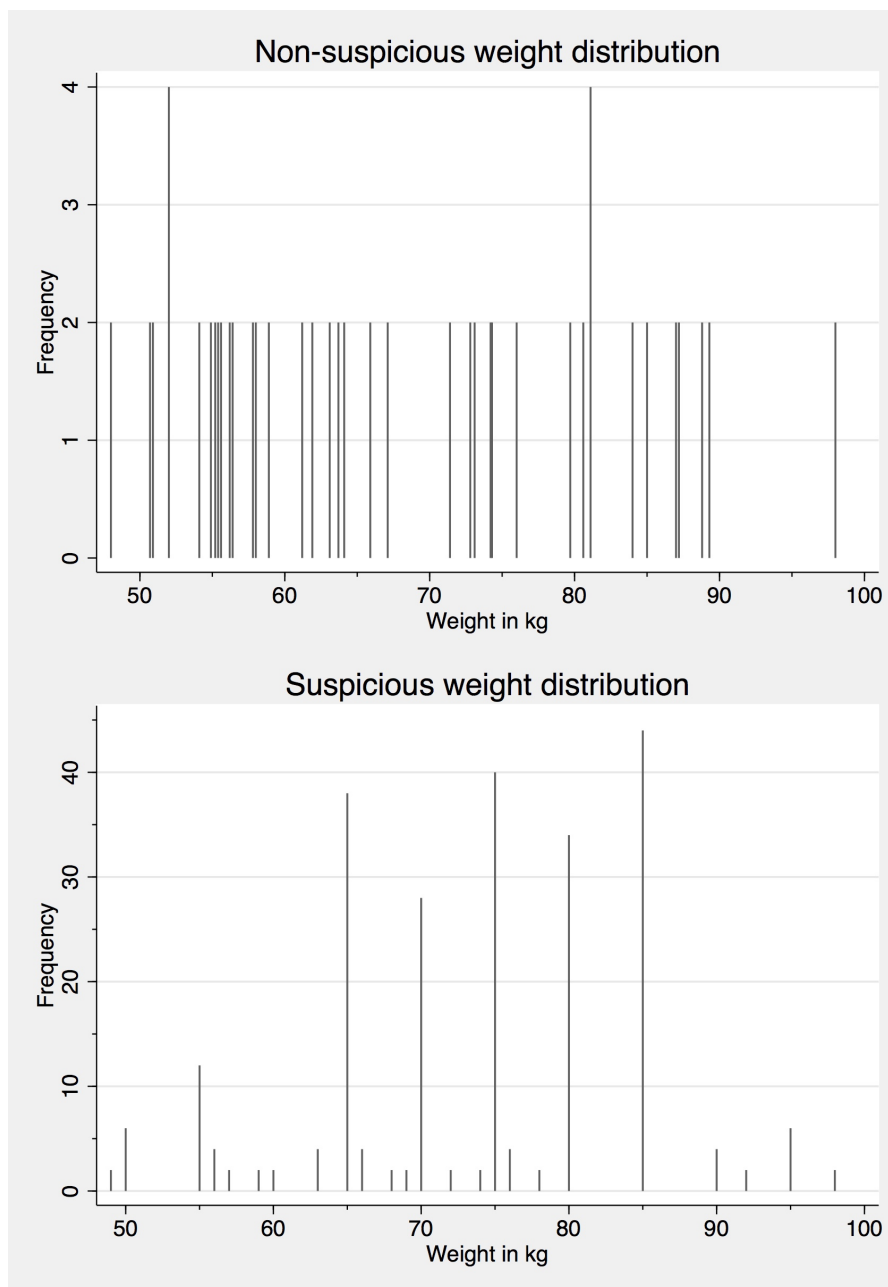 Non-suspicious weight distribution
4
3
2
1
0
Frequency
50 60 70 80 90 100
Weight in kg
Suspicious weight distribution
40
30
20
10
0
Frequency
50 60 70 80 90 100
Weight in kg